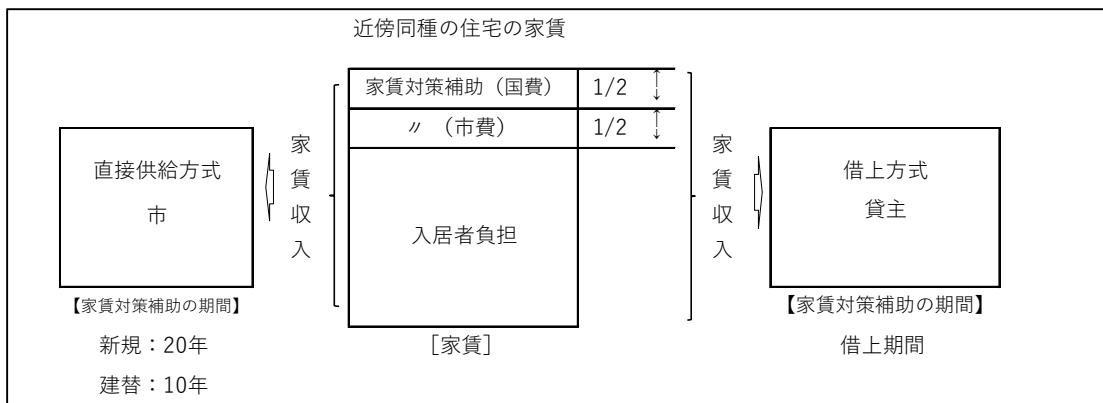 近傍同種の住宅の家賃
家賃対策補助（国費） 1/2 ↑↓
〃 （市費） 1/2 ↑↓
入居者負担
［家賃］
家賃収入
直接供給方式
市
【家賃対策補助の期間】
新規：20年
建替：10年
家賃収入
借上方式
貸主
【家賃対策補助の期間】
借上期間